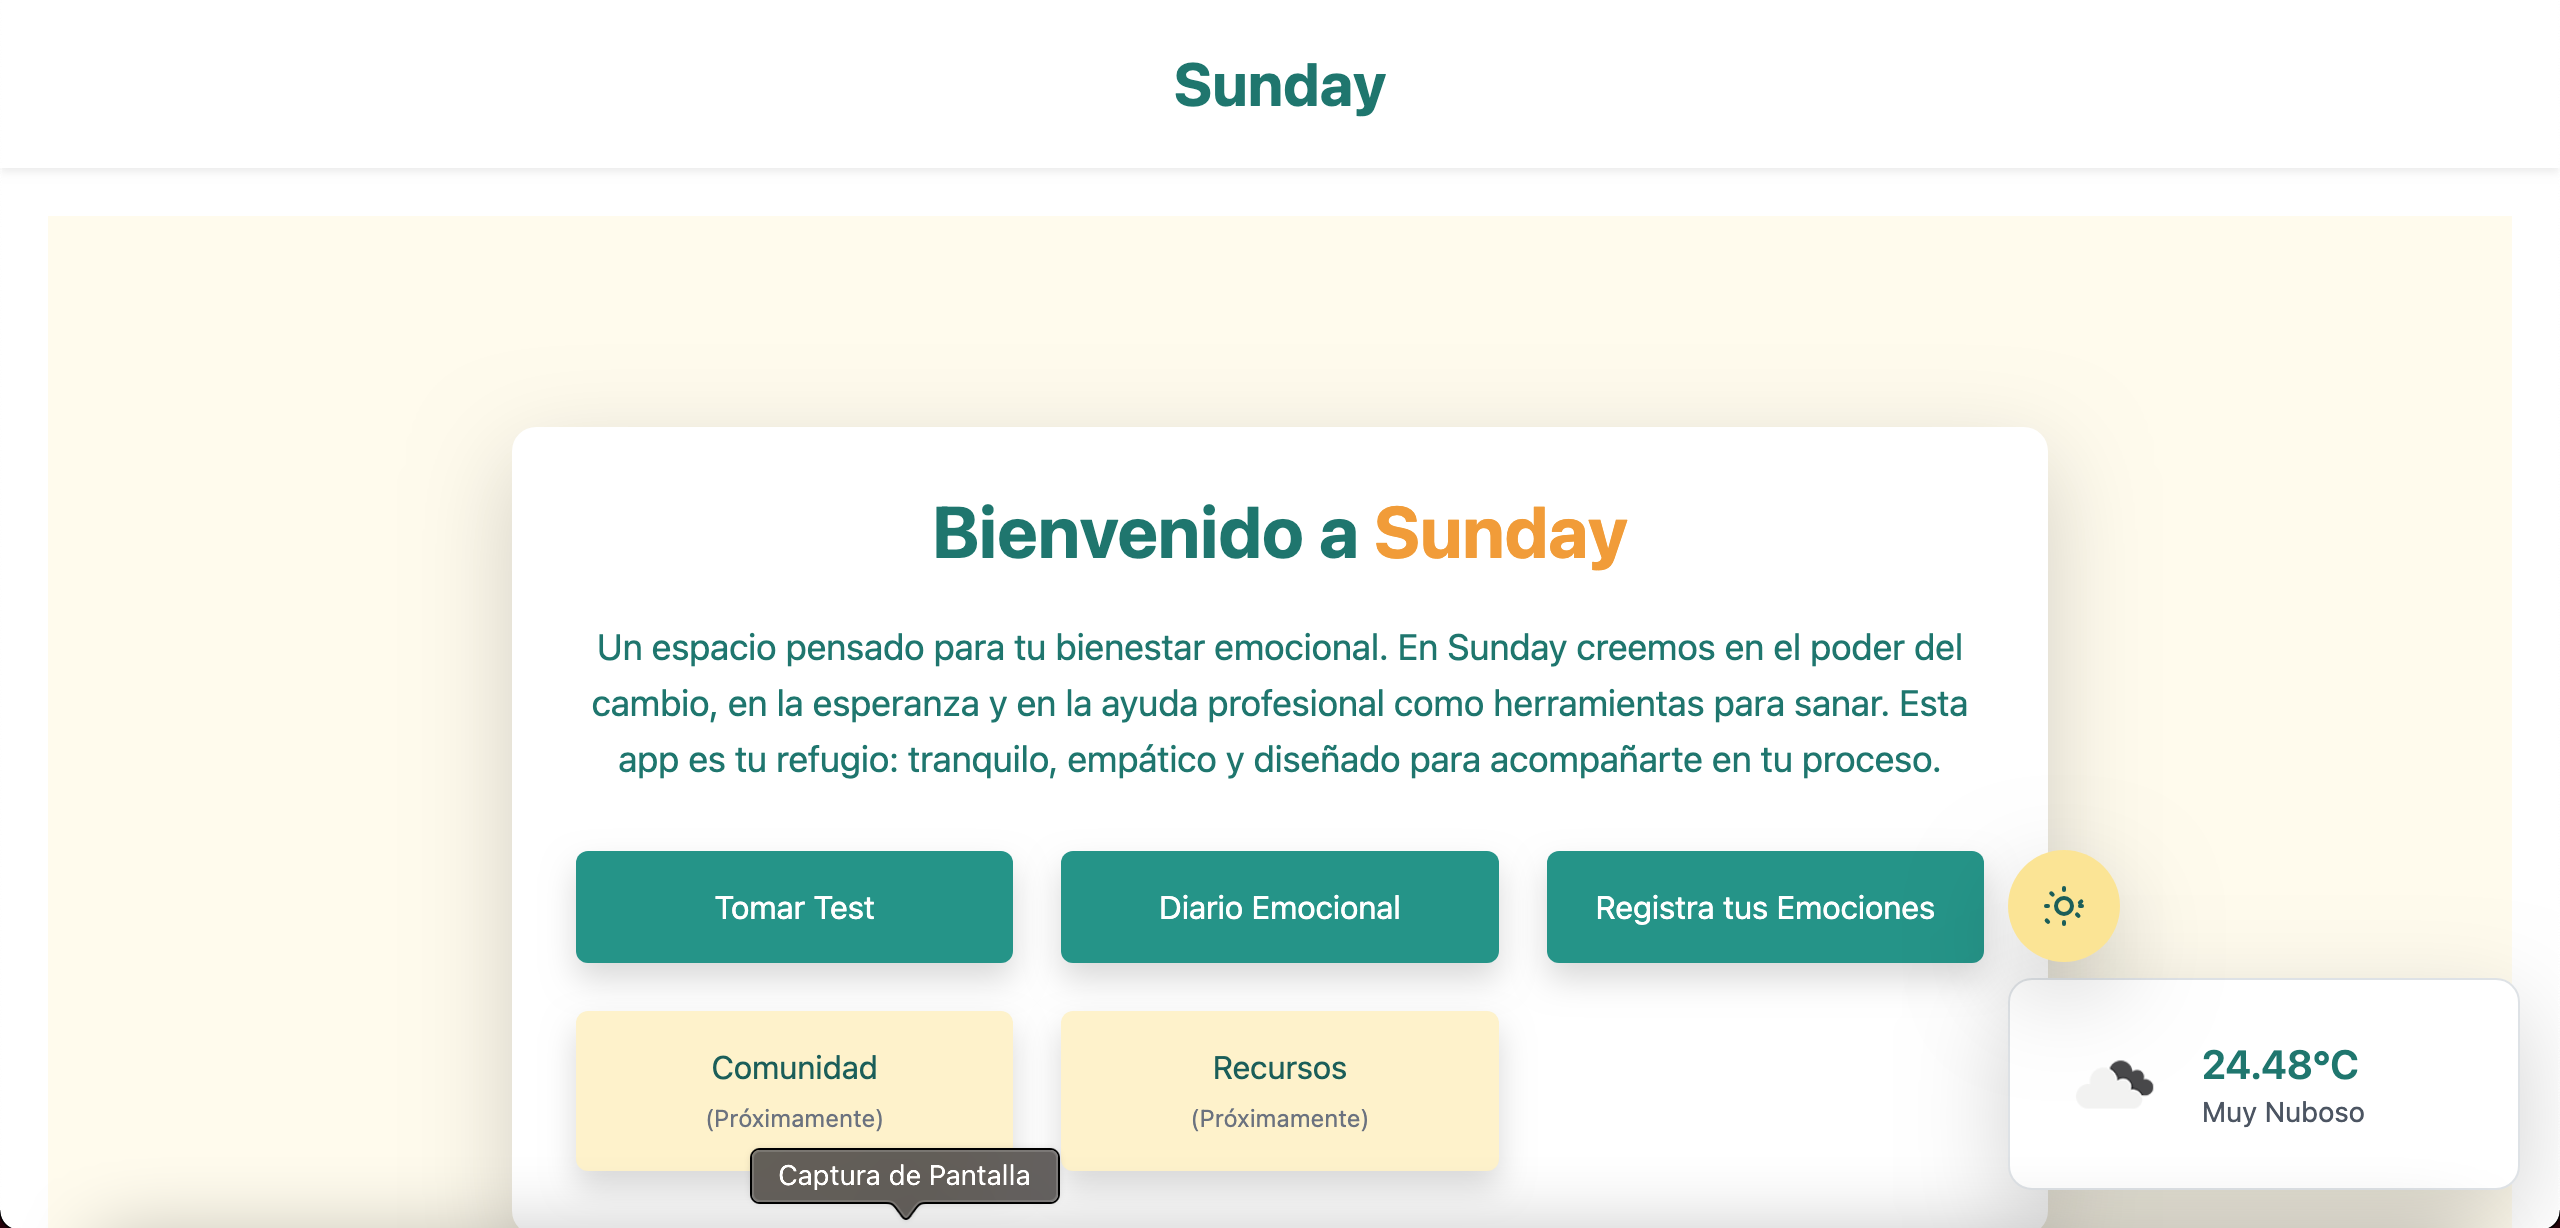 Sunday
Bienvenido a Sunday
Un espacio pensado para tu bienestar emocional. En Sunday creemos en el poder del
cambio, en la esperanza y en la ayuda profesional como herramientas para sanar. Esta
app es tu refugio: tranquilo, empático y diseñado para acompañarte en tu proceso.
Tomar Test
Diario Emocional
Registra tus Emociones
Comunidad
(Próximamente)
Recursos
(Próximamente)
24.48°C
Muy Nuboso
Captura de Pantalla